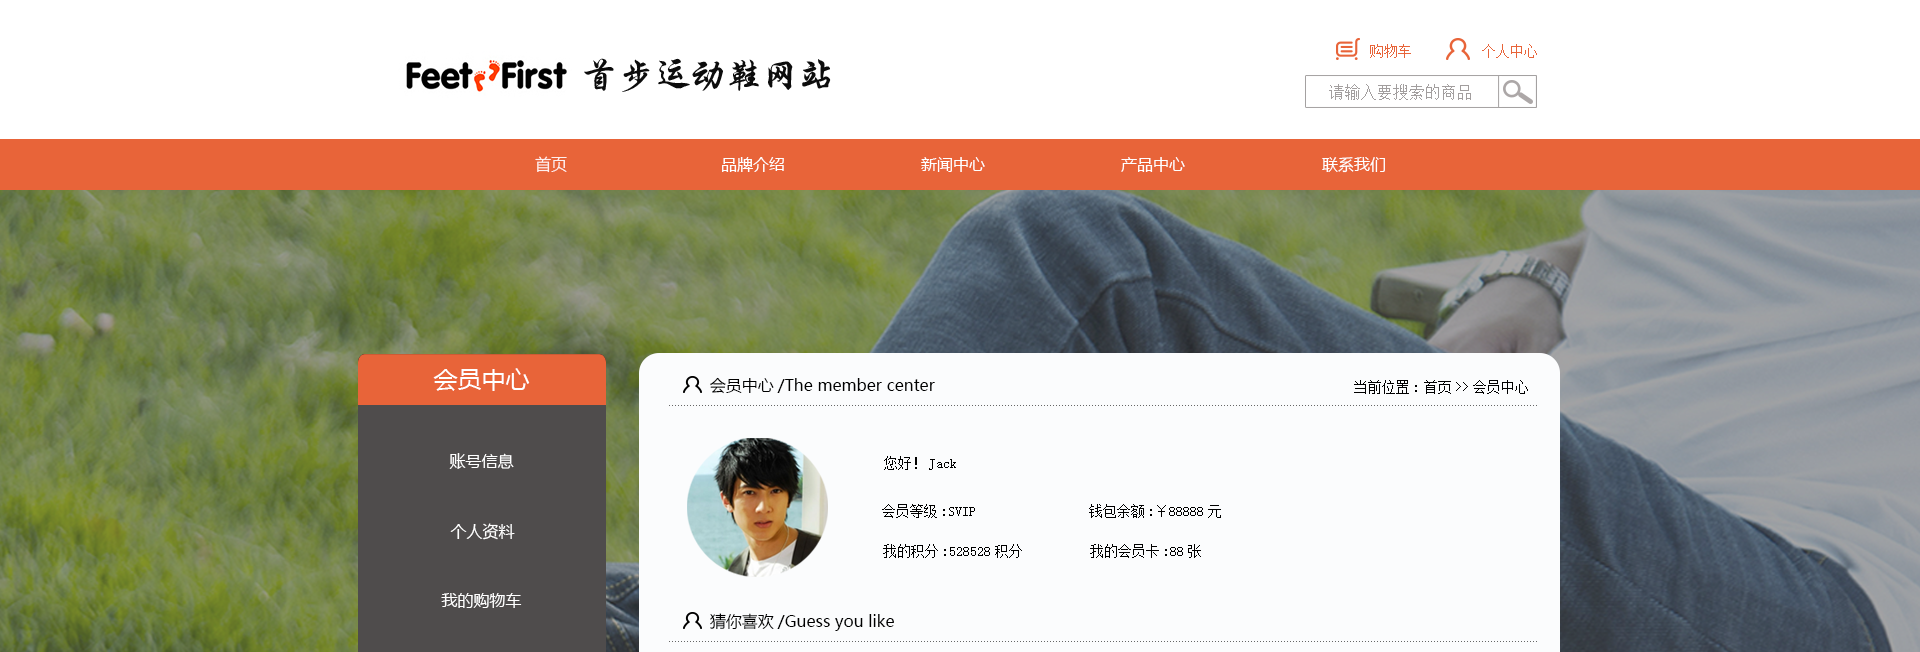 Feet First 首步运动鞋网站
购物车 个人中心
请输入要搜索的商品
首页 品牌介绍 新闻中心 产品中心 联系我们
会员中心
账号信息
个人资料
我的购物车
会员中心 /The member center
当前位置：首页 >> 会员中心
您好！ Jack
会员等级 :SVIP 钱包余额 :￥88888 元
我的积分 :528528 积分 我的会员卡 :88 张
猜你喜欢 /Guess you like